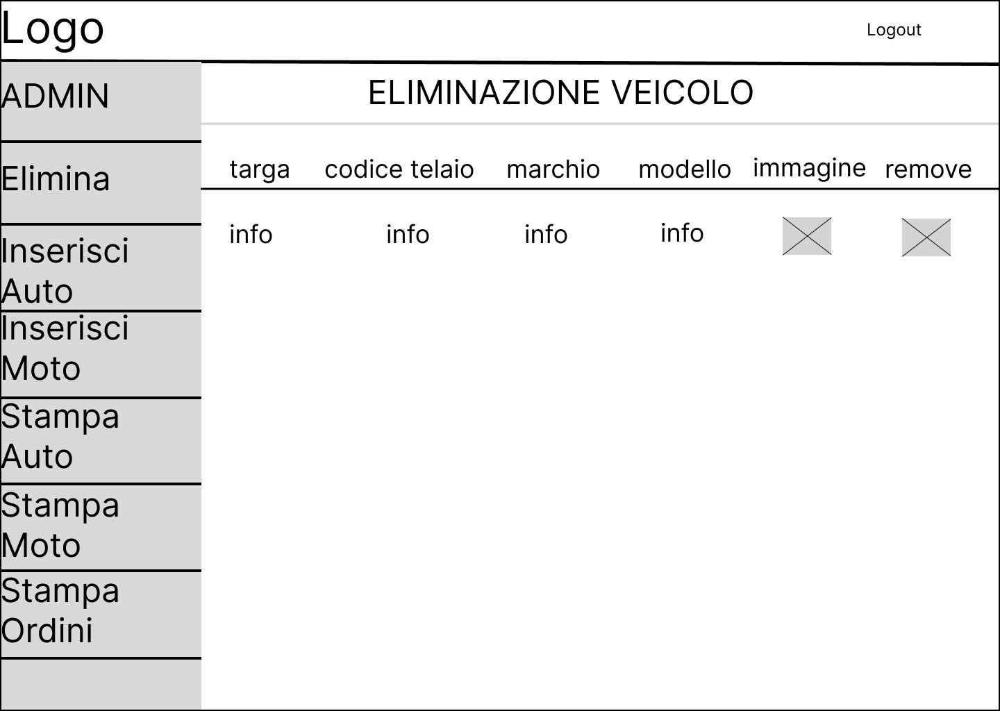 Logo
Logout
ADMIN
ELIMINAZIONE VEICOLO
Elimina
Inserisci
Auto
Inserisci
Moto
Stampa
Auto
Stampa
Moto
Stampa
Ordini
targa codice telaio marchio modello immagine remove
info info info info